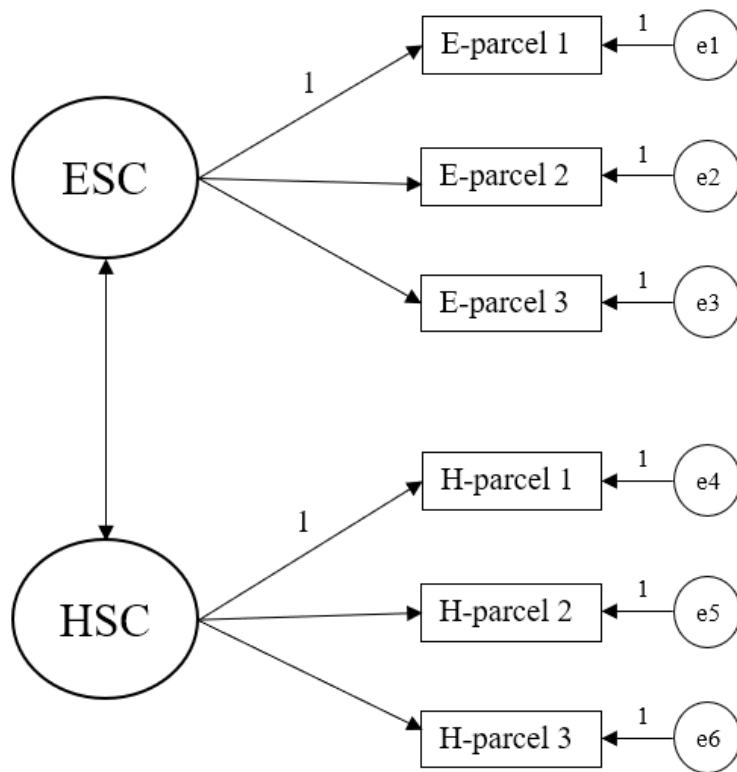 E-parcel 1
1
e1
1
ESC
E-parcel 2
1
e2
E-parcel 3
1
e3
H-parcel 1
1
e4
1
HSC
H-parcel 2
1
e5
H-parcel 3
1
e6